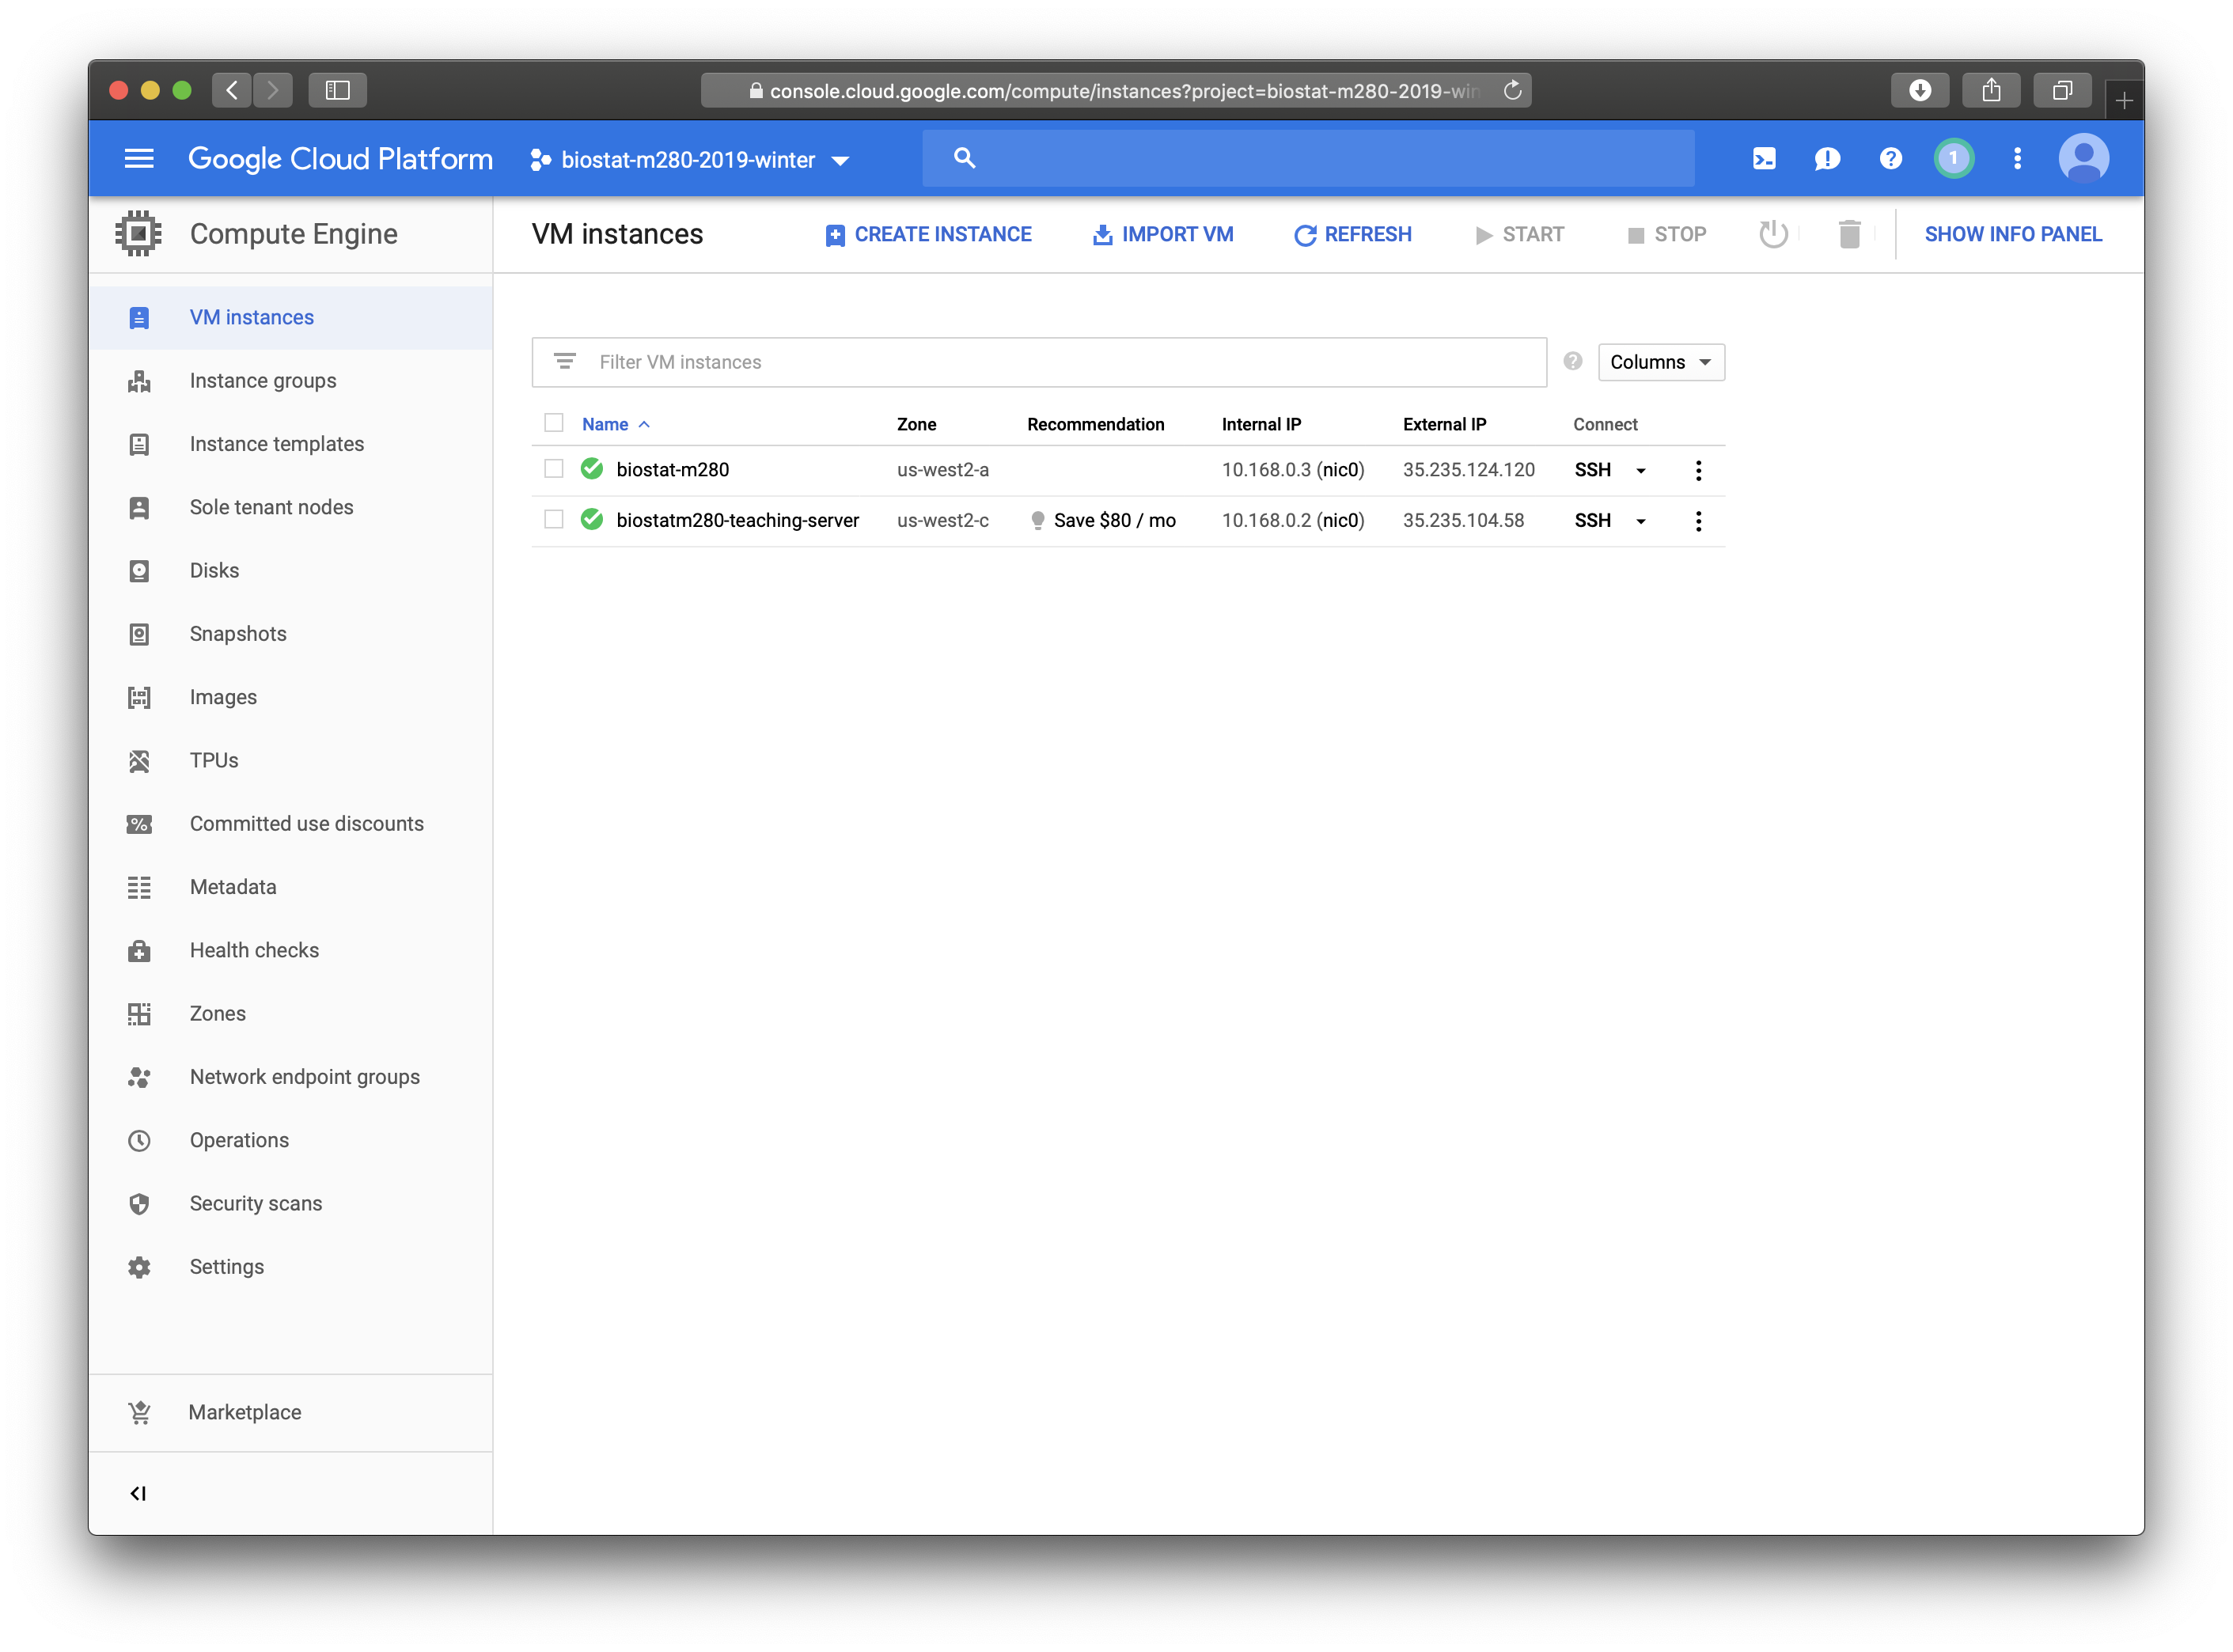 console.cloud.google.com/compute/instances?project=biostat-m280-2019-win
Google Cloud Platform biostat-m280-2019-winter 1
Compute Engine
VM instances CREATE INSTANCE IMPORT VM REFRESH START STOP SHOW INFO PANEL
VM instances
Instance groups
Instance templates
Sole tenant nodes
Disks
Snapshots
Images
TPUs
Committed use discounts
Metadata
Health checks
Zones
Network endpoint groups
Operations
Security scans
Settings
Marketplace
Filter VM instances Columns
Name Zone Recommendation Internal IP External IP Connect
biostat-m280 us-west2-a 10.168.0.3 (nic0) 35.235.124.120 SSH
biostatm280-teaching-server us-west2-c Save $80 / mo 10.168.0.2 (nic0) 35.235.104.58 SSH